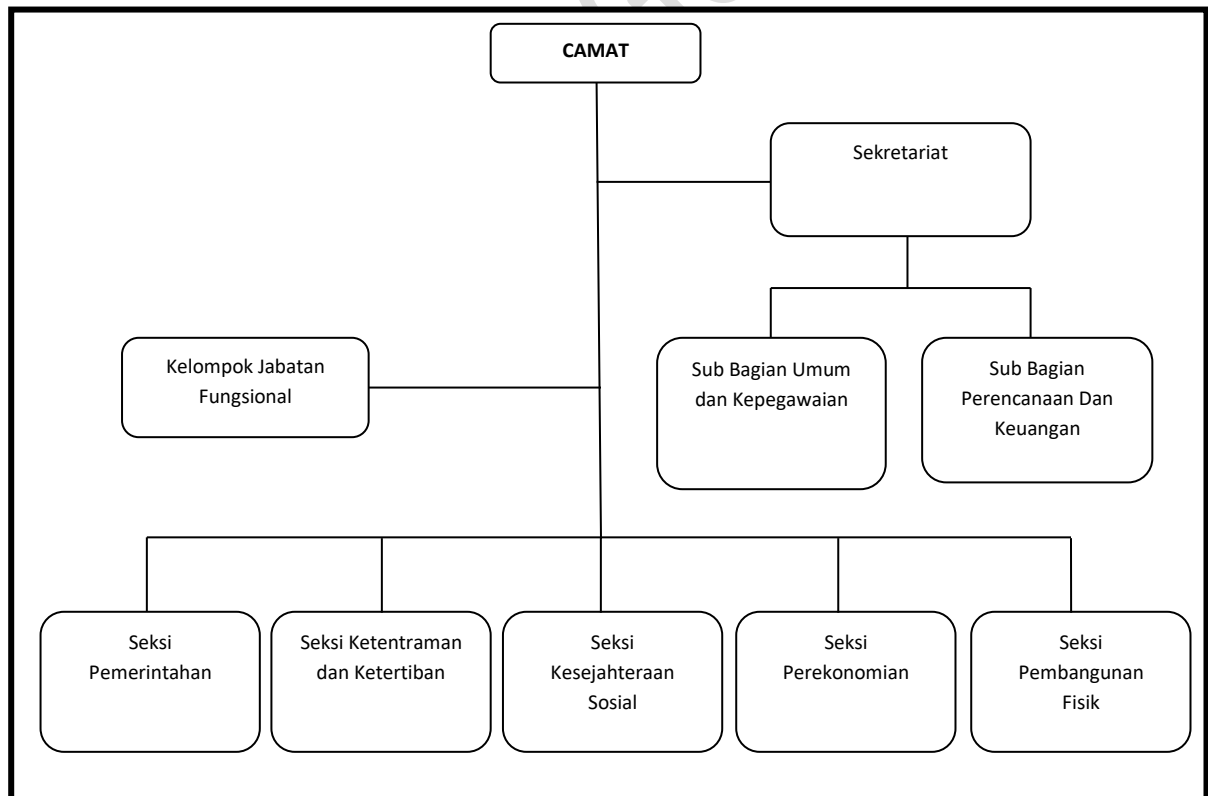 CAMAT
Sekretariat
Kelompok Jabatan
Fungsional
Sub Bagian Umum
dan Kepegawaian
Sub Bagian
Perencanaan Dan
Keuangan
Seksi
Pemerintahan
Seksi Ketentraman
dan Ketertiban
Seksi
Kesejahteraan
Sosial
Seksi
Perekonomian
Seksi
Pembangunan
Fisik